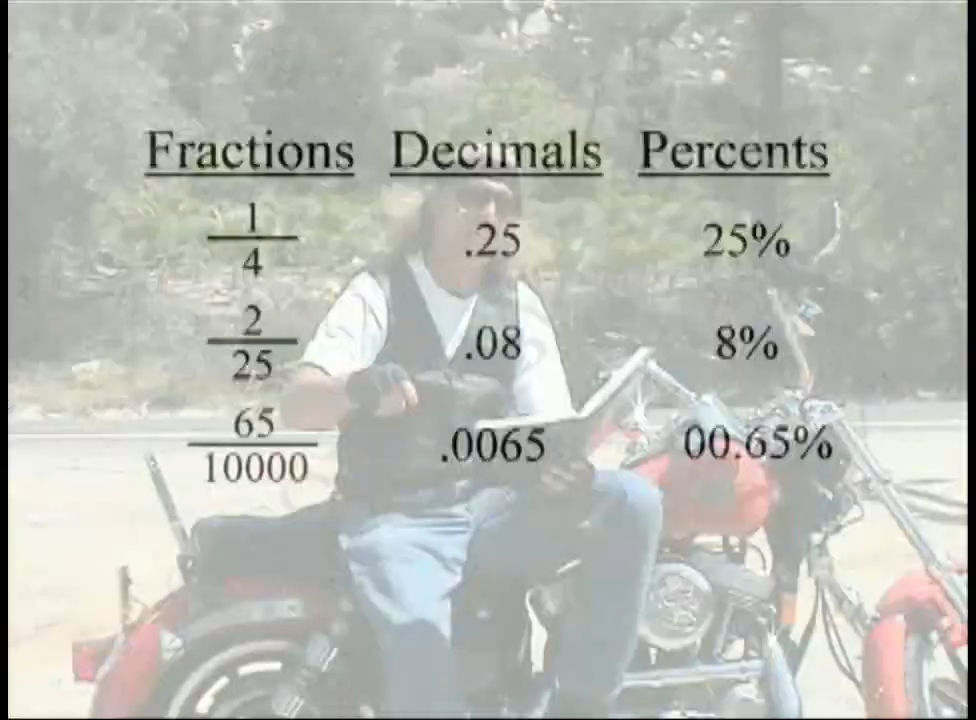 Fractions Decimals Percents
1/4 .25 25%
2/25 .08 8%
65/10000 .0065 00.65%